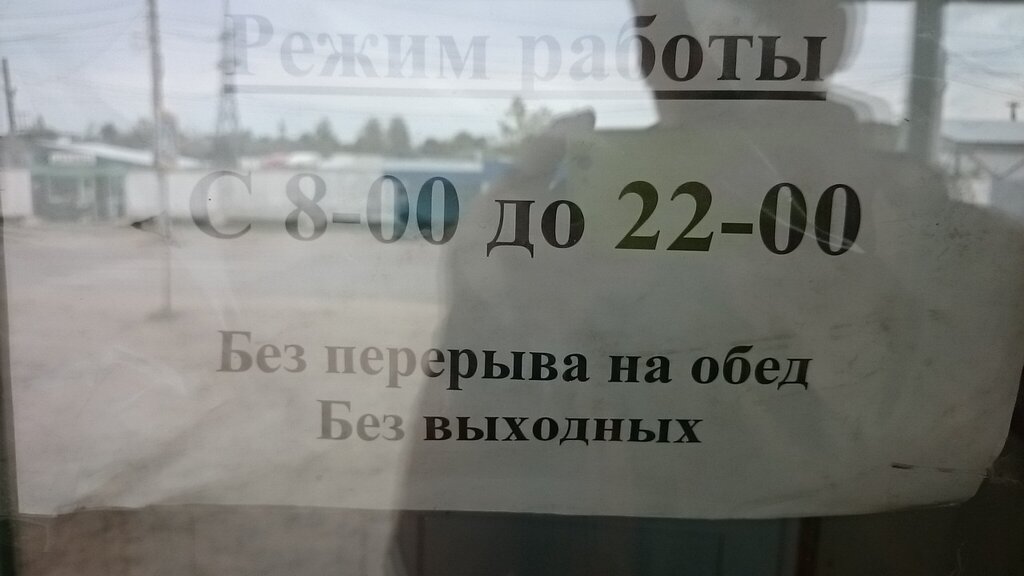 Режим работы
С 8-00 до 22-00
Без перерыва на обед
Без выходных